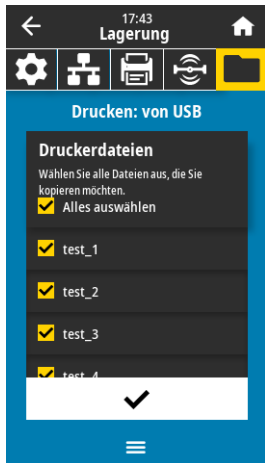 17:43
Lagerung
Drucken: von USB
Druckerdateien
Wählen Sie alle Dateien aus, die Sie
kopieren möchten.
Alles auswählen
test_1
test_2
test_3
test_4